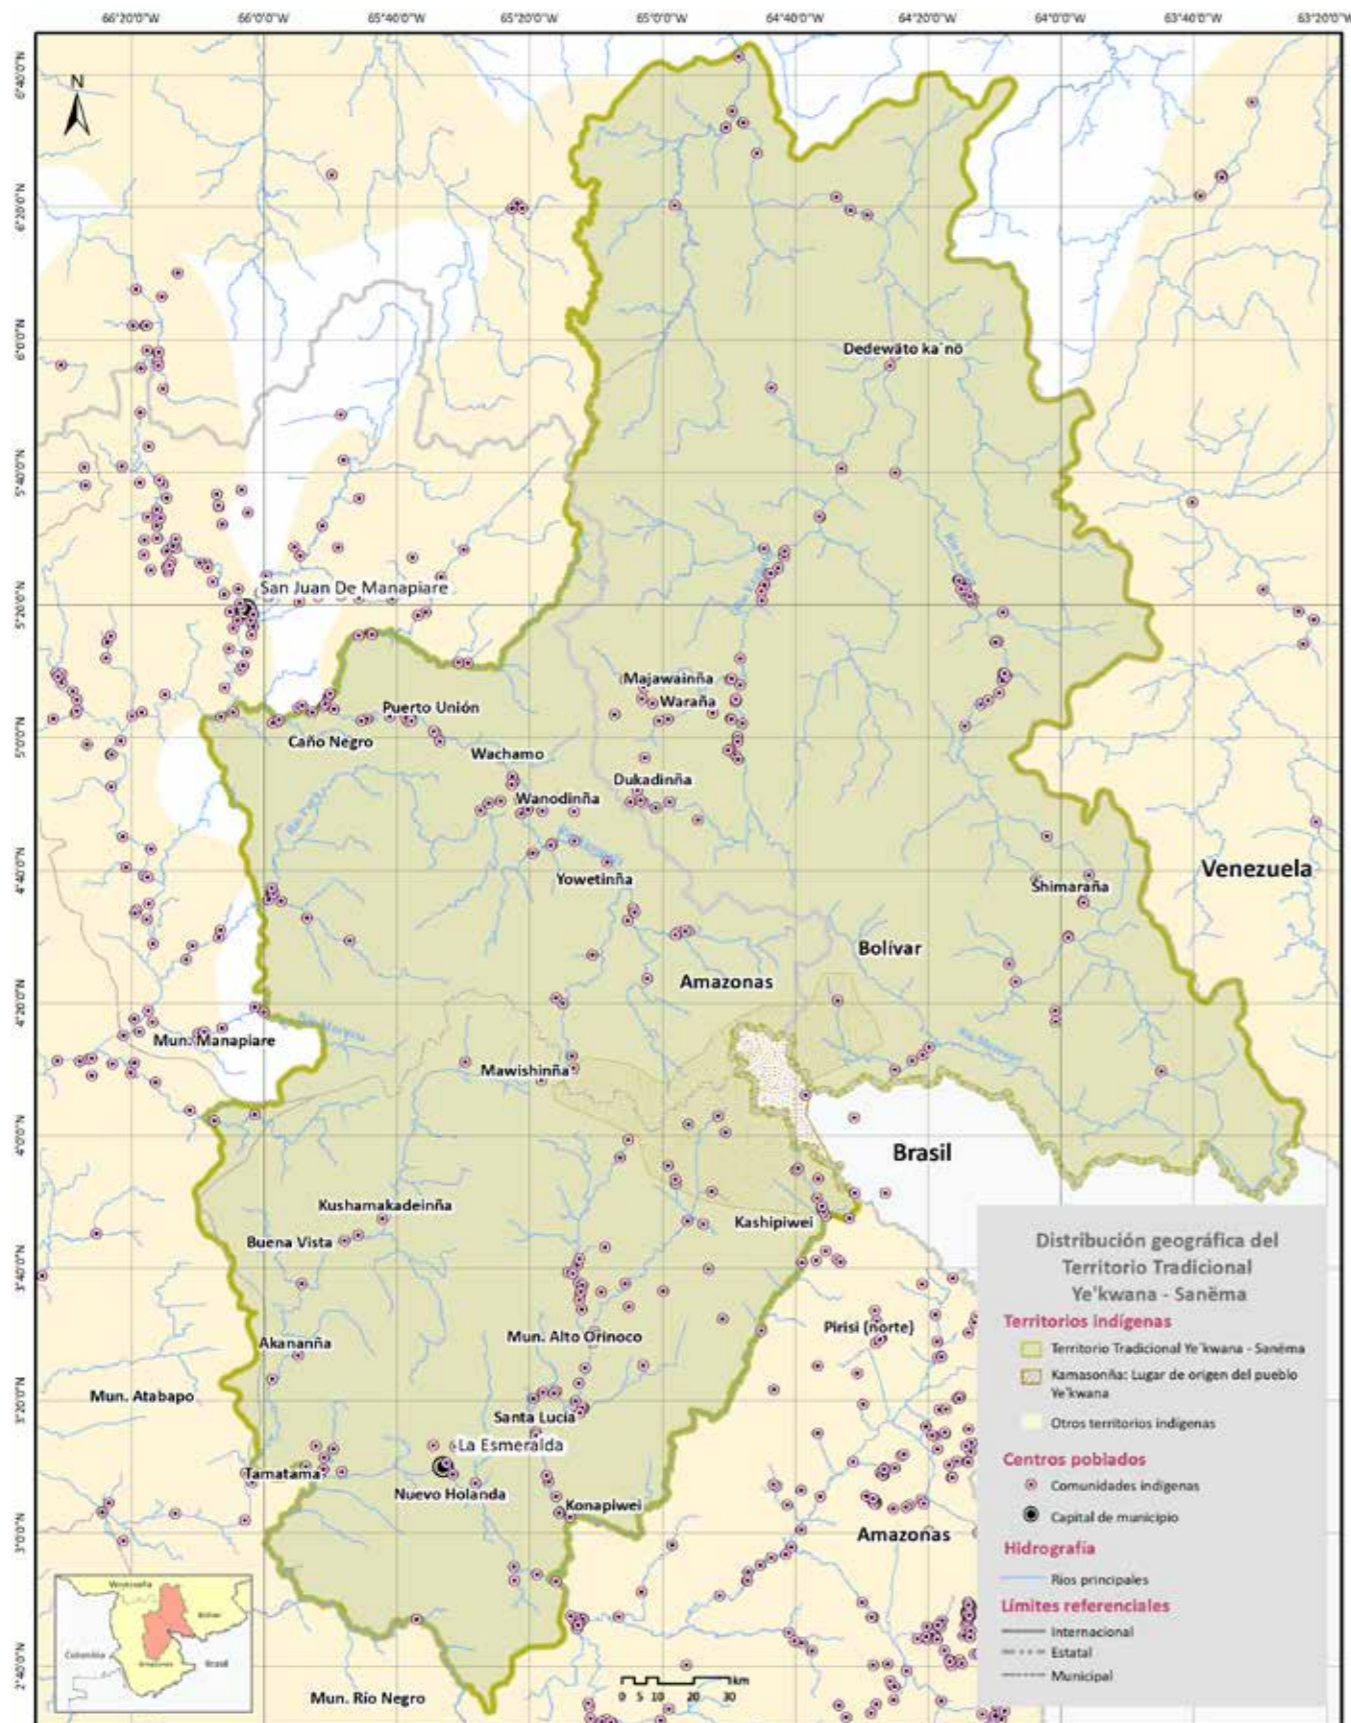 66°20'0"W 66°0'0"W 65°40'0"W 65°20'0"W 65°0'0"W 64°40'0"W 64°20'0"W 64°0'0"W 63°40'0"W 63°20'0"W
6°40'0"N
N
6°20'0"N
6°0'0"N
Dedewäto ka´nö
5°40'0"N
San Juan De Manapiare
5°20'0"N
Majawainña
Waraña
Puerto Unión
Caño Negro
5°0'0"N
Wachamo
Dukadinña
Wanodinña
4°40'0"N
Yowetinña
Venezuela
Shimaraña
Bolívar
Amazonas
4°20'0"N
Mun. Manapiare
Mawishinña
4°0'0"N
Brasil
Kushamakadeinña
Kashipiwei
Buena Vista
3°40'0"N
Mun. Alto Orinoco
Pirisi (norte)
Akananña
Mun. Atabapo
3°20'0"N
Santa Lucía
La Esmeralda
Tamatama
Nuevo Holanda
Konapiwei
Amazonas
3°0'0"N
2°40'0"N
Mun. Río Negro
Venezuela
Bolívar
Colombia
Amazonas
Brasil
km
0 5 10 20 30
Distribución geográfica del
Territorio Tradicional
Ye'kwana - Sanëma
Territorios indígenas
Territorio Tradicional Ye´kwana - Sanëma
Kamasonña: Lugar de origen del pueblo
Ye'kwana
Otros territorios indígenas
Centros poblados
Comunidades indígenas
Capital de municipio
Hidrografía
Rios principales
Límites referenciales
Internacional
Estatal
Municipal